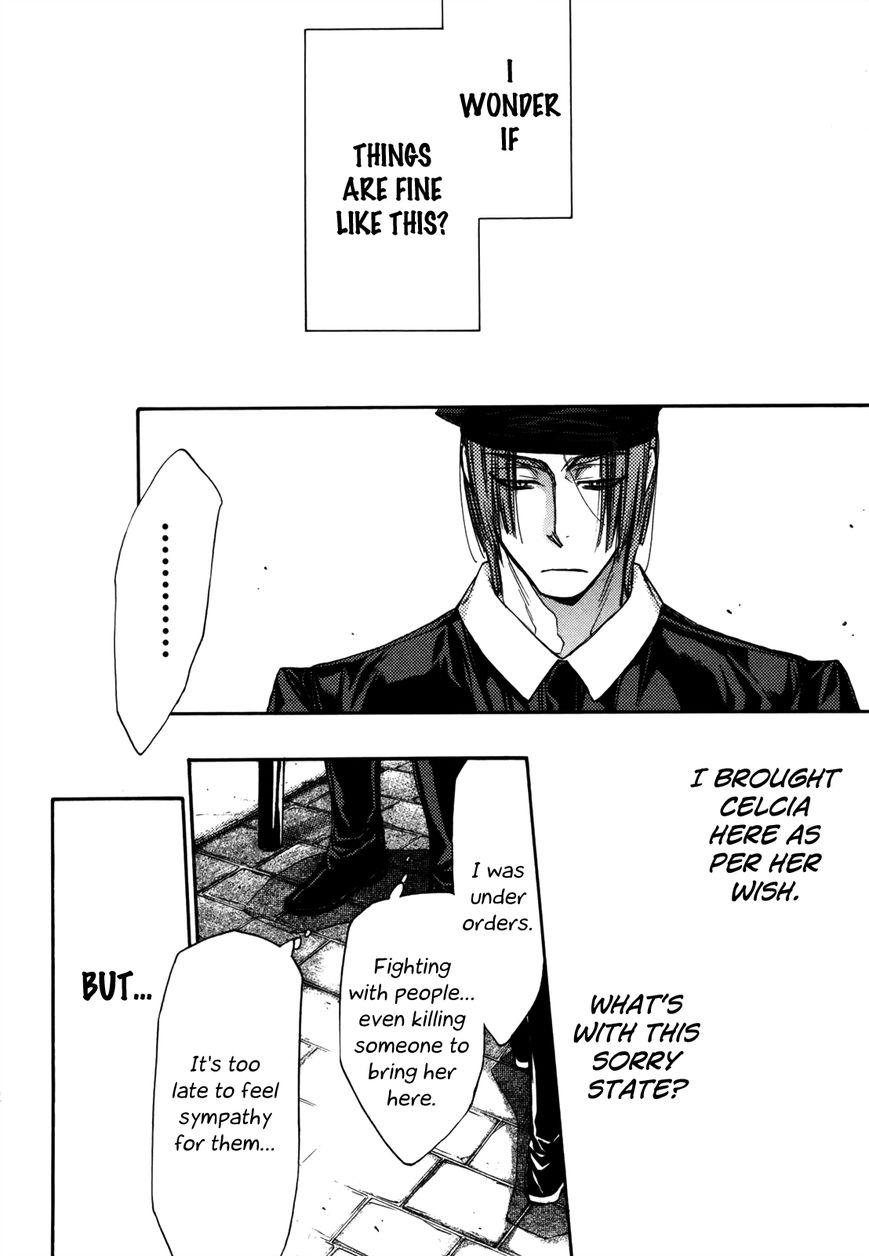 I
WONDER
IF
THINGS
ARE FINE
LIKE THIS?
...........
I BROUGHT
CELCIA
HERE AS
PER HER
WISH.
WHAT'S
WITH THIS
SORRY
STATE?
I was
under
orders.
Fighting
with people...
even killing
someone to
bring her
here.
It's too
late to feel
sympathy
for them...
BUT...